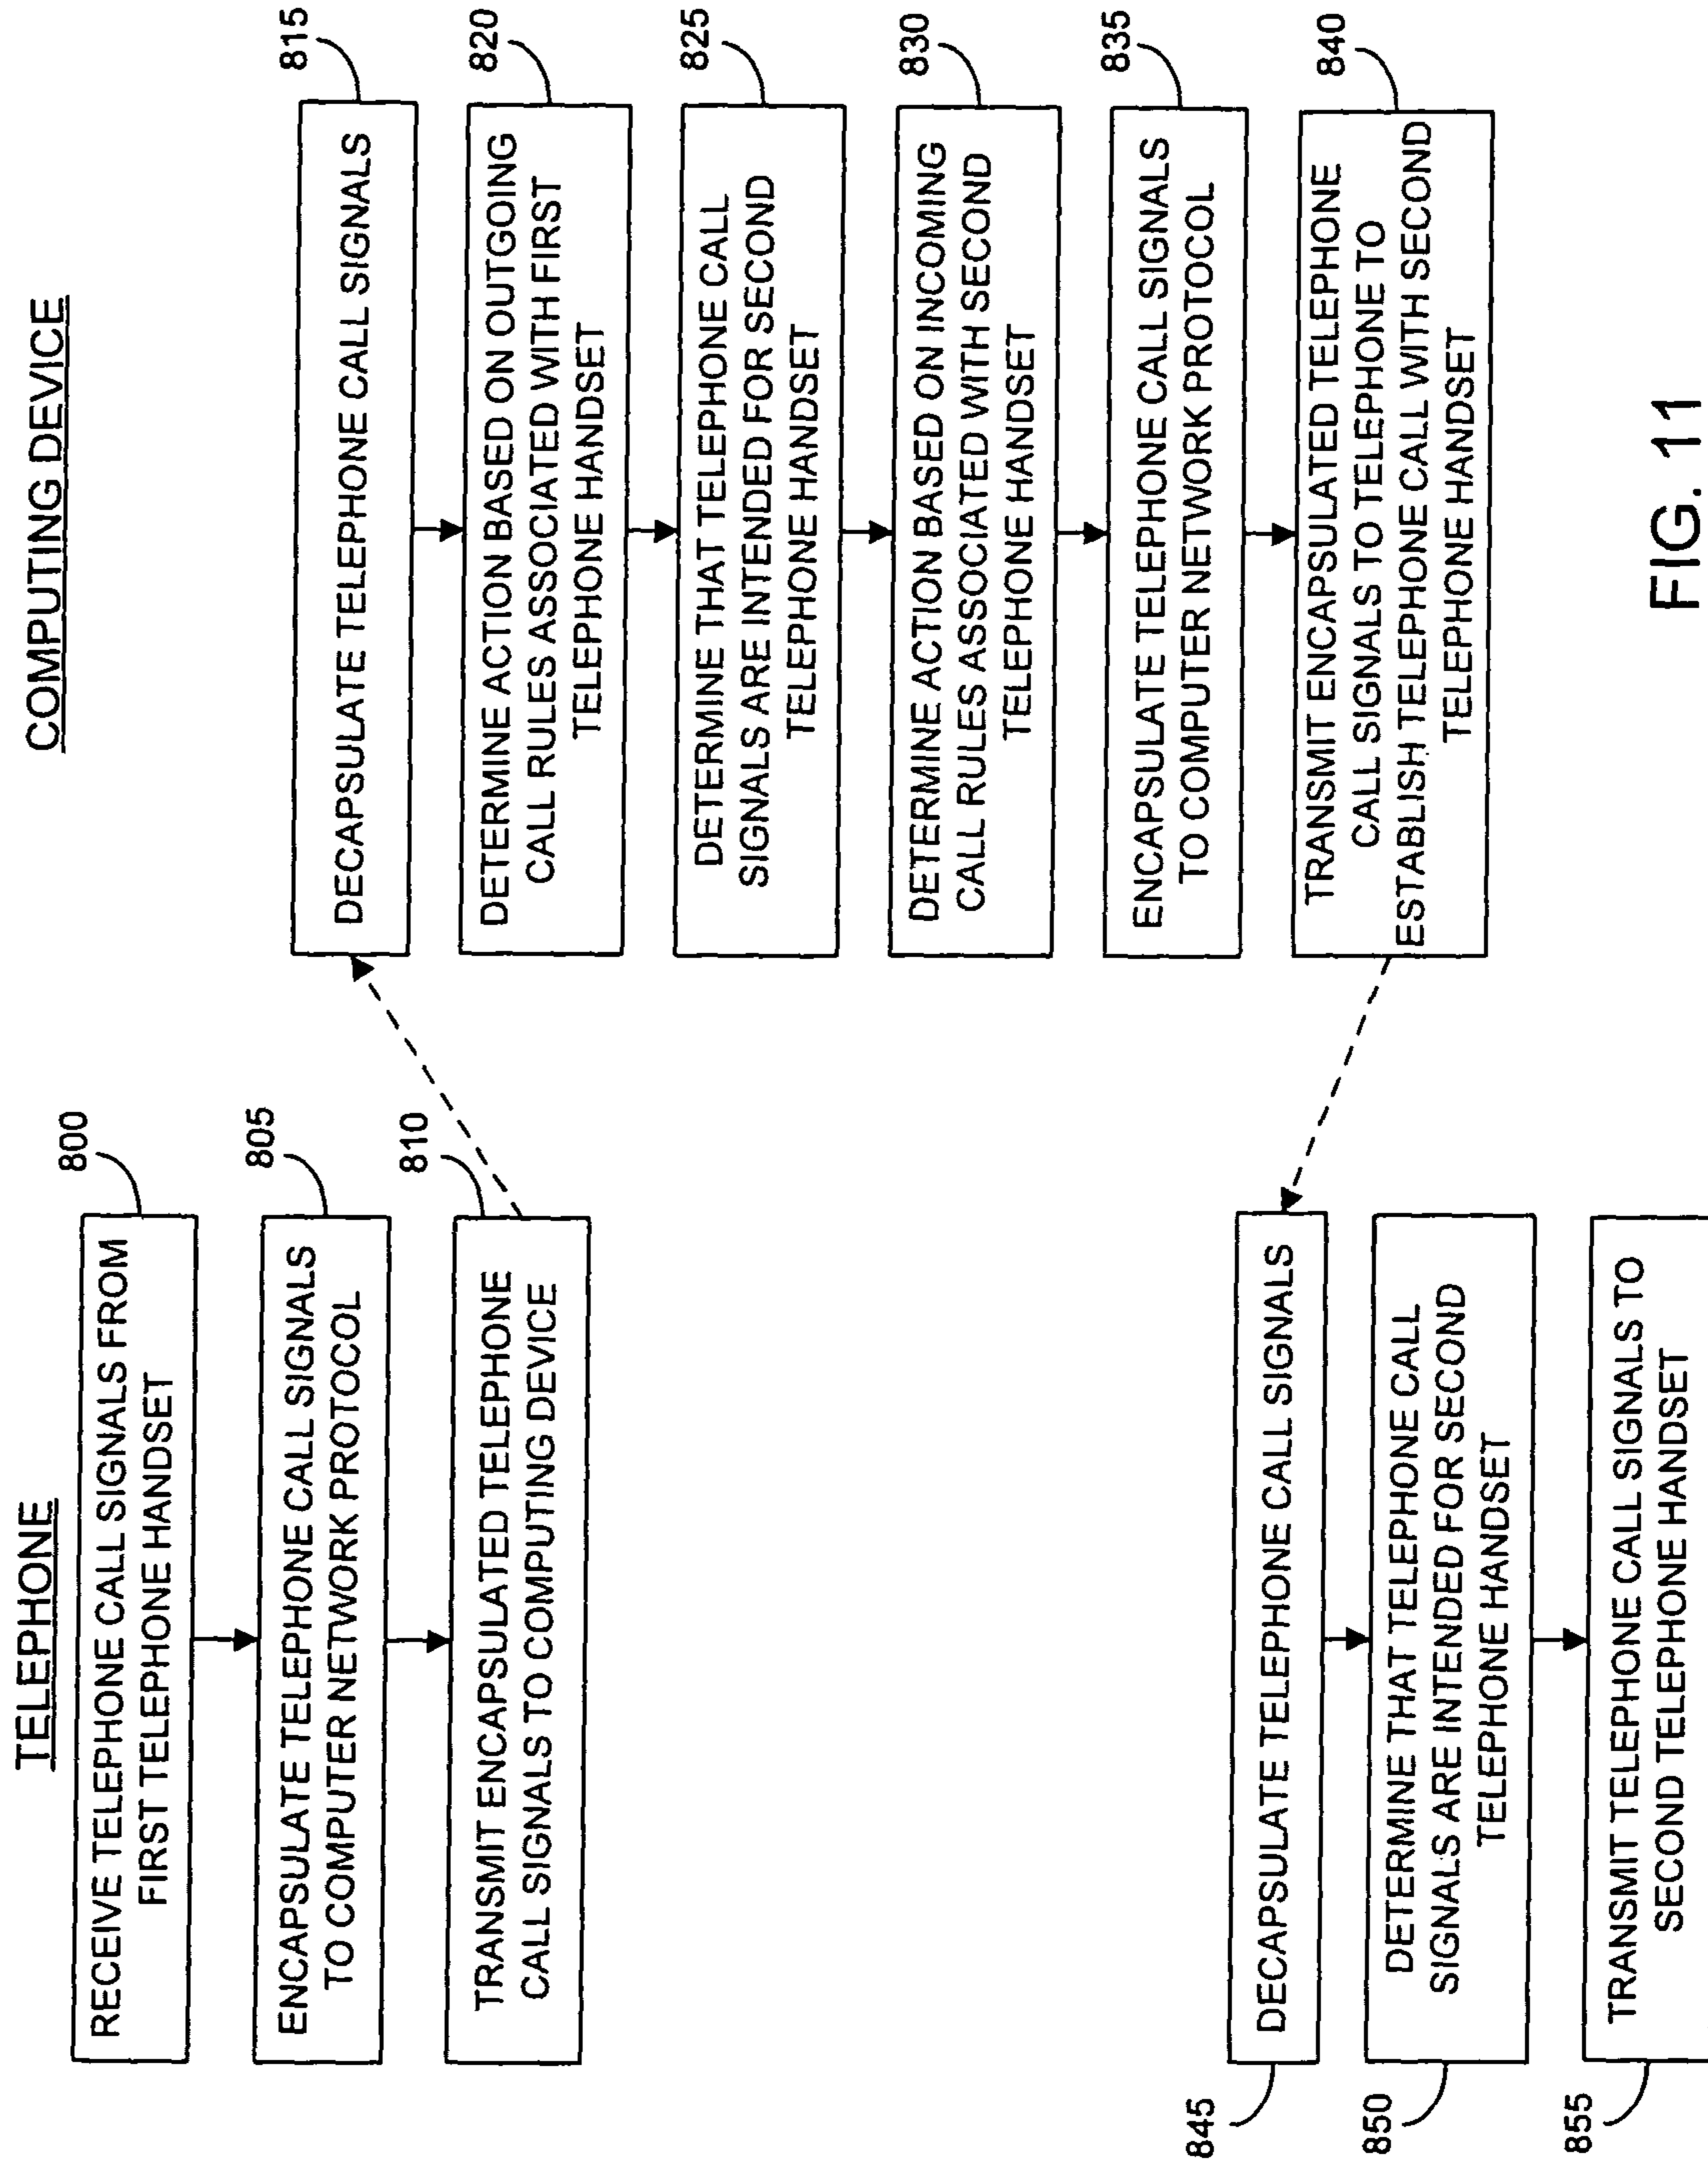 TELEPHONE
800
RECEIVE TELEPHONE CALL SIGNALS FROM
FIRST TELEPHONE HANDSET
805
ENCAPSULATE TELEPHONE CALL SIGNALS
TO COMPUTER NETWORK PROTOCOL
810
TRANSMIT ENCAPSULATED TELEPHONE
CALL SIGNALS TO COMPUTING DEVICE
COMPUTING DEVICE
815
DECAPSULATE TELEPHONE CALL SIGNALS
820
DETERMINE ACTION BASED ON OUTGOING
CALL RULES ASSOCIATED WITH FIRST
TELEPHONE HANDSET
825
DETERMINE THAT TELEPHONE CALL
SIGNALS ARE INTENDED FOR SECOND
TELEPHONE HANDSET
830
DETERMINE ACTION BASED ON INCOMING
CALL RULES ASSOCIATED WITH SECOND
TELEPHONE HANDSET
835
ENCAPSULATE TELEPHONE CALL SIGNALS
TO COMPUTER NETWORK PROTOCOL
840
TRANSMIT ENCAPSULATED TELEPHONE
CALL SIGNALS TO TELEPHONE TO
ESTABLISH TELEPHONE CALL WITH SECOND
TELEPHONE HANDSET
845
DECAPSULATE TELEPHONE CALL SIGNALS
850
DETERMINE THAT TELEPHONE CALL
SIGNALS ARE INTENDED FOR SECOND
TELEPHONE HANDSET
855
TRANSMIT TELEPHONE CALL SIGNALS TO
SECOND TELEPHONE HANDSET
FIG. 11